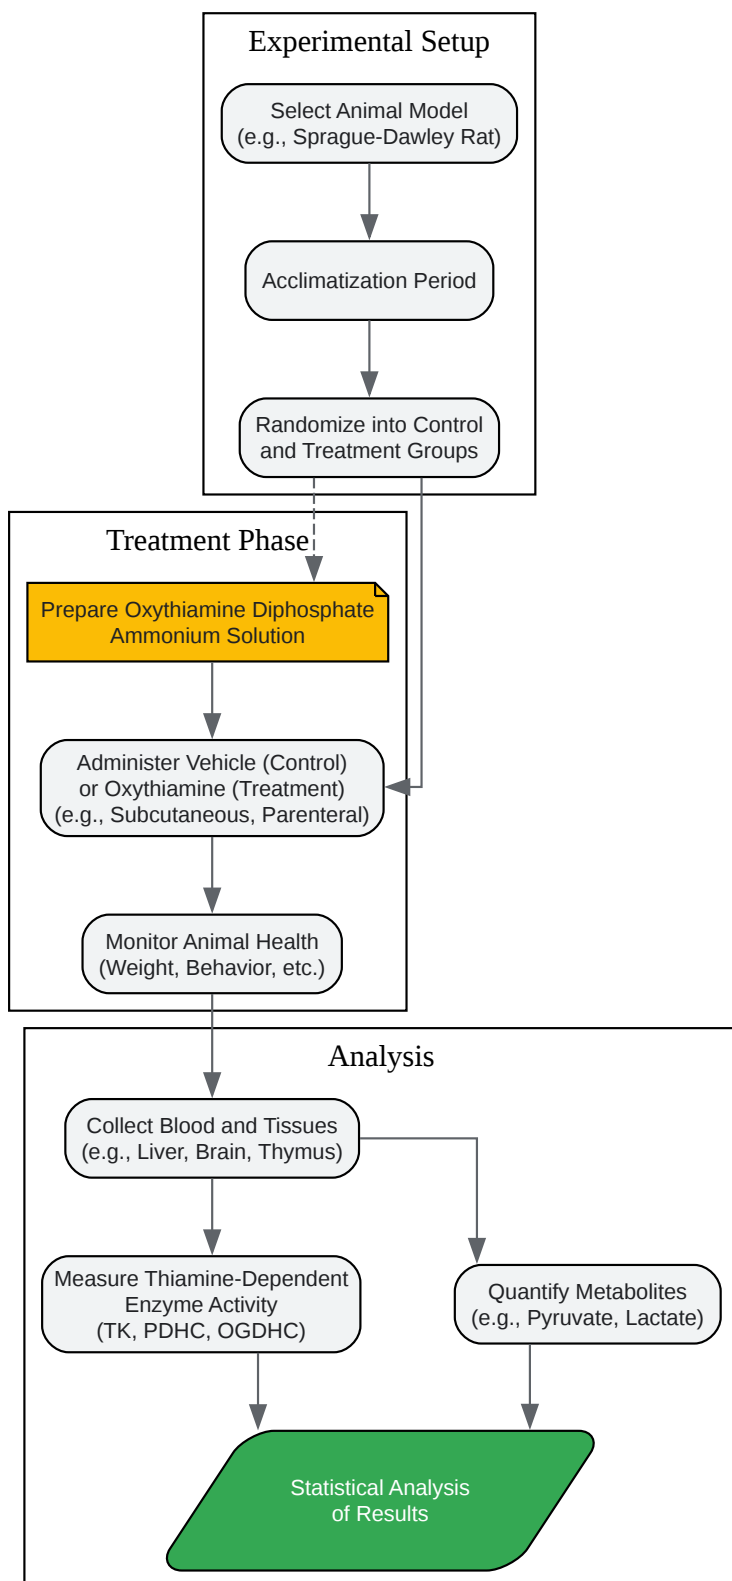 Experimental Setup
Select Animal Model
(e.g., Sprague-Dawley Rat)
Acclimatization Period
Randomize into Control
and Treatment Groups
Treatment Phase
Prepare Oxythiamine Diphosphate
Ammonium Solution
Administer Vehicle (Control)
or Oxythiamine (Treatment)
(e.g., Subcutaneous, Parenteral)
Monitor Animal Health
(Weight, Behavior, etc.)
Analysis
Collect Blood and Tissues
(e.g., Liver, Brain, Thymus)
Measure Thiamine-Dependent
Enzyme Activity
(TK, PDHC, OGDHC)
Quantify Metabolites
(e.g., Pyruvate, Lactate)
Statistical Analysis
of Results